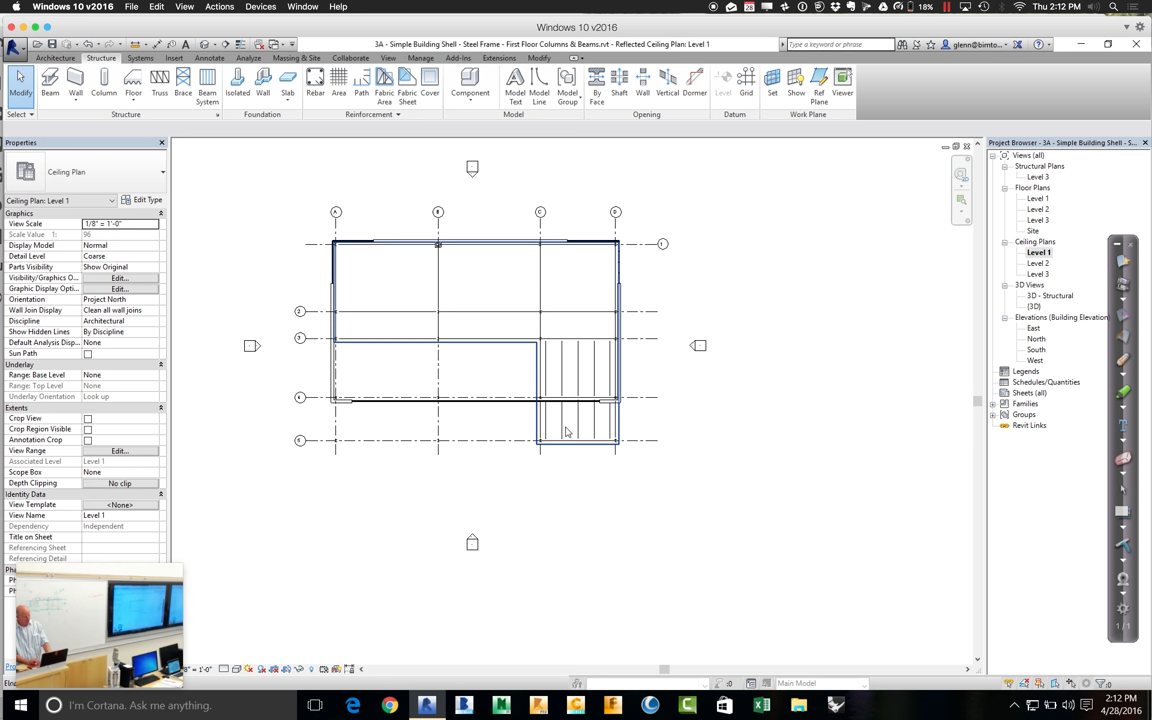 Windows 10 v2016 File Edit View Actions Devices Window Help
28 18% Thu 2:12 PM
Windows 10 v2016
3A - Simple Building Shell - Steel Frame - First Floor Columns & Beams.rvt - Reflected Ceiling Plan: Level 1
Type a keyword or phrase
glenn@bimto...
Architecture Structure Systems Insert Annotate Analyze Massing & Site Collaborate View Manage Add-Ins Extensions Modify
Modify Beam Wall Column Floor Truss Brace Beam System Isolated Wall Slab Rebar Area Path Fabric Area Fabric Sheet Cover Component Model Text Model Line Model Group By Face Shaft Wall Vertical Dormer Level Grid Set Show Ref Plane Viewer
Select Structure Foundation Reinforcement Model Opening Datum Work Plane
Properties
Ceiling Plan
Ceiling Plan: Level 1 Edit Type
Graphics
View Scale 1/8" = 1'-0"
Scale Value 1: 96
Display Model Normal
Detail Level Coarse
Parts Visibility Show Original
Visibility/Graphics O... Edit...
Graphic Display Opti... Edit...
Orientation Project North
Wall Join Display Clean all wall joins
Discipline Architectural
Show Hidden Lines By Discipline
Default Analysis Disp... None
Sun Path
Underlay
Range: Base Level None
Range: Top Level None
Underlay Orientation Look up
Extents
Crop View
Crop Region Visible
Annotation Crop
View Range Edit...
Associated Level Level 1
Scope Box None
Depth Clipping No clip
Identity Data
View Template <None>
View Name Level 1
Dependency Independent
Title on Sheet
Referencing Sheet
Referencing Detail
Pha
Ph
Ph
A B C D
1
2
7
4
5
Project Browser - 3A - Simple Building Shell - S...
Views (all)
Structural Plans
Level 3
Floor Plans
Level 1
Level 2
Level 3
Site
Ceiling Plans
Level 1
Level 2
Level 3
3D Views
3D - Structural
{3D}
Elevations (Building Elevation
East
North
South
West
Legends
Schedules/Quantities
Sheets (all)
Families
Groups
Revit Links
1/1
1/8" = 1'-0"
:0 Main Model :0
I'm Cortana. Ask me anything.
2:12 PM
4/28/2016